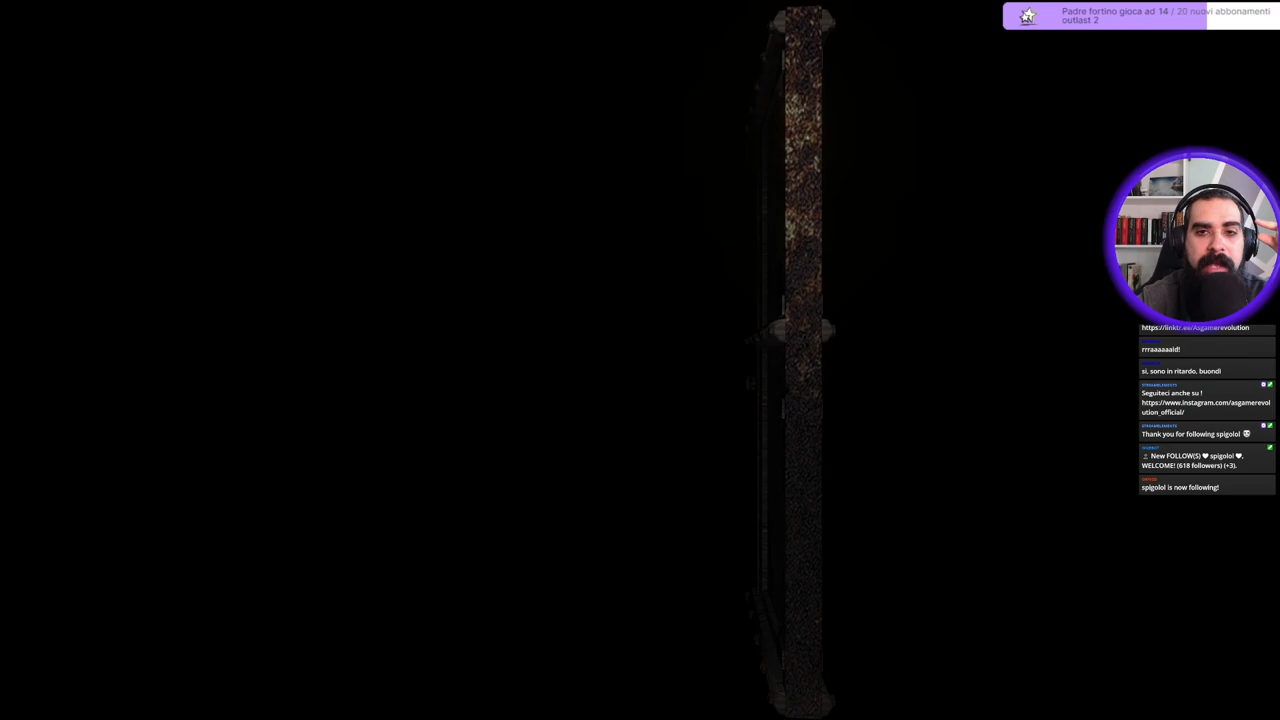 Padre fortino gioca ad 14 / 20 nuovi abbonamenti
outlast 2
https://linktr.ee/Asgamerevolution
rrraaaaaaid!
si, sono in ritardo, buondì
STREAMELEMENTS
Seguiteci anche su !
https://www.instagram.com/asgamerevol
ution_official/
STREAMELEMENTS
Thank you for following spigolol
New FOLLOW(S) ♥ spigolol ♥,
WELCOME! (618 followers) (+3).
spigolol is now following!